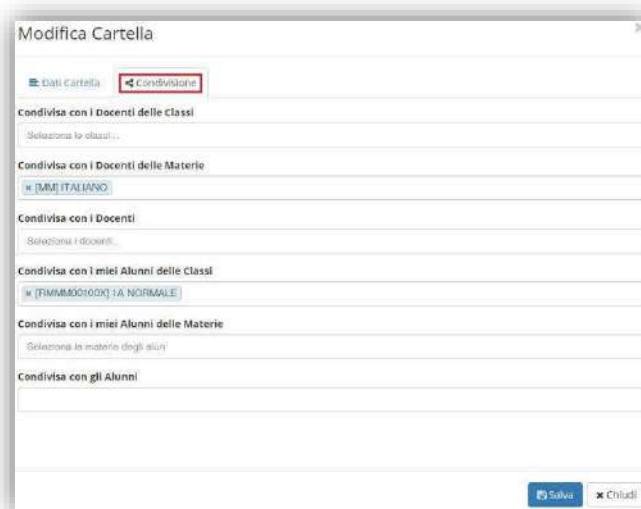 Modifica Cartella
Dati Cartella
Condivisione
Condivisa con i Docenti delle Classi
Seleziona le classi...
Condivisa con i Docenti delle Materie
× [MM] ITALIANO
Condivisa con i Docenti
Seleziona i docenti...
Condivisa con i miei Alunni delle Classi
× [RMMM00100X] 1A NORMALE
Condivisa con i miei Alunni delle Materie
Seleziona le materie degli alun
Condivisa con gli Alunni
Salva
× Chiudi